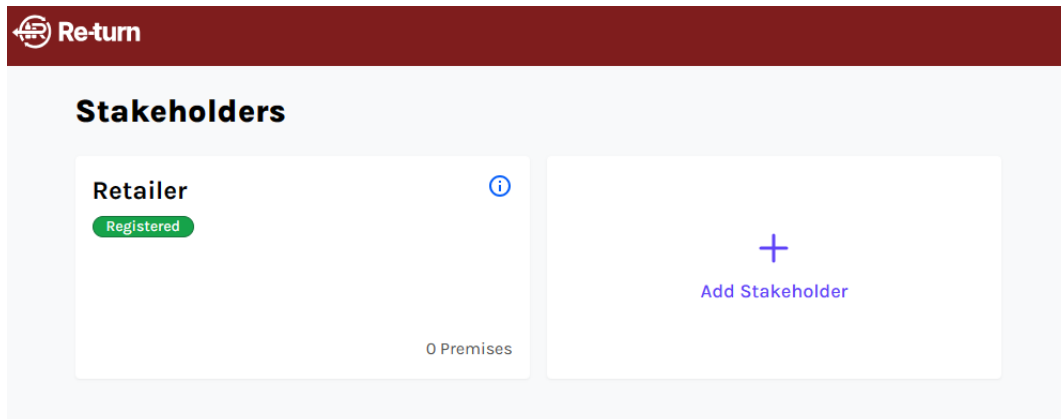 Re-turn
Stakeholders
Retailer
Registered
0 Premises
Add Stakeholder